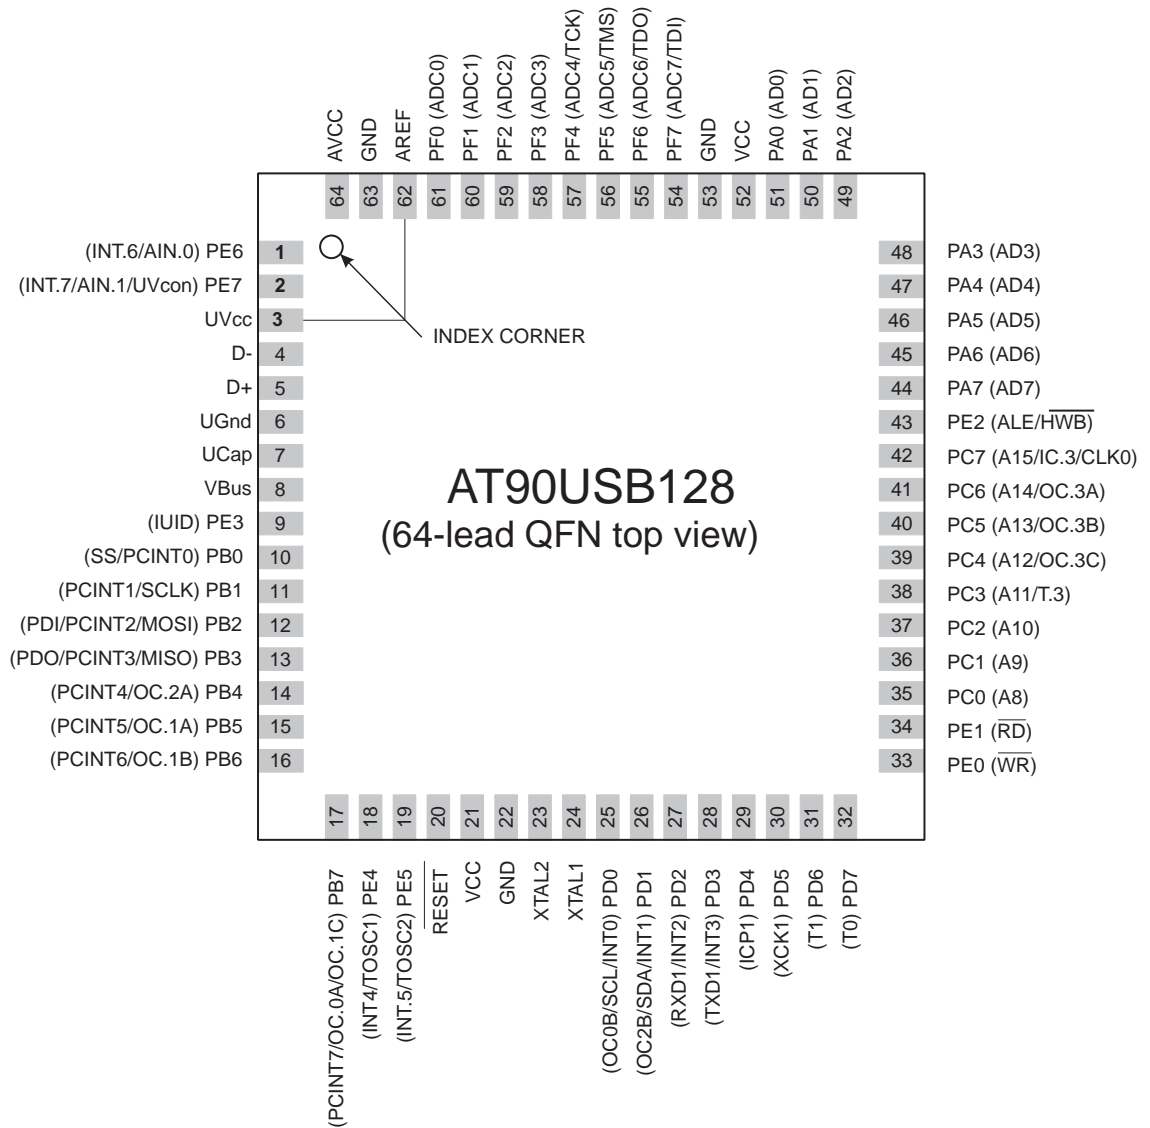 AVCC
GND
AREF
PF0 (ADC0)
PF1 (ADC1)
PF2 (ADC2)
PF3 (ADC3)
PF4 (ADC4/TCK)
PF5 (ADC5/TMS)
PF6 (ADC6/TDO)
PF7 (ADC7/TDI)
GND
VCC
PA0 (AD0)
PA1 (AD1)
PA2 (AD2)
64
63
62
61
60
59
58
57
56
55
54
53
52
51
50
49
(INT.6/AIN.0) PE6 1
(INT.7/AIN.1/UVcon) PE7 2
UVcc 3
D- 4
D+ 5
UGnd 6
UCap 7
VBus 8
(IUID) PE3 9
(SS/PCINT0) PB0 10
(PCINT1/SCLK) PB1 11
(PDI/PCINT2/MOSI) PB2 12
(PDO/PCINT3/MISO) PB3 13
(PCINT4/OC.2A) PB4 14
(PCINT5/OC.1A) PB5 15
(PCINT6/OC.1B) PB6 16
INDEX CORNER
AT90USB128
(64-lead QFN top view)
48 PA3 (AD3)
47 PA4 (AD4)
46 PA5 (AD5)
45 PA6 (AD6)
44 PA7 (AD7)
43 PE2 (ALE/HWB)
42 PC7 (A15/IC.3/CLK0)
41 PC6 (A14/OC.3A)
40 PC5 (A13/OC.3B)
39 PC4 (A12/OC.3C)
38 PC3 (A11/T.3)
37 PC2 (A10)
36 PC1 (A9)
35 PC0 (A8)
34 PE1 (RD)
33 PE0 (WR)
17
18
19
20
21
22
23
24
25
26
27
28
29
30
31
32
(PCINT7/OC.0A/OC.1C) PB7
(INT4/TOSC1) PE4
(INT.5/TOSC2) PE5
RESET
VCC
GND
XTAL2
XTAL1
(OC0B/SCL/INT0) PD0
(OC2B/SDA/INT1) PD1
(RXD1/INT2) PD2
(TXD1/INT3) PD3
(ICP1) PD4
(XCK1) PD5
(T1) PD6
(T0) PD7